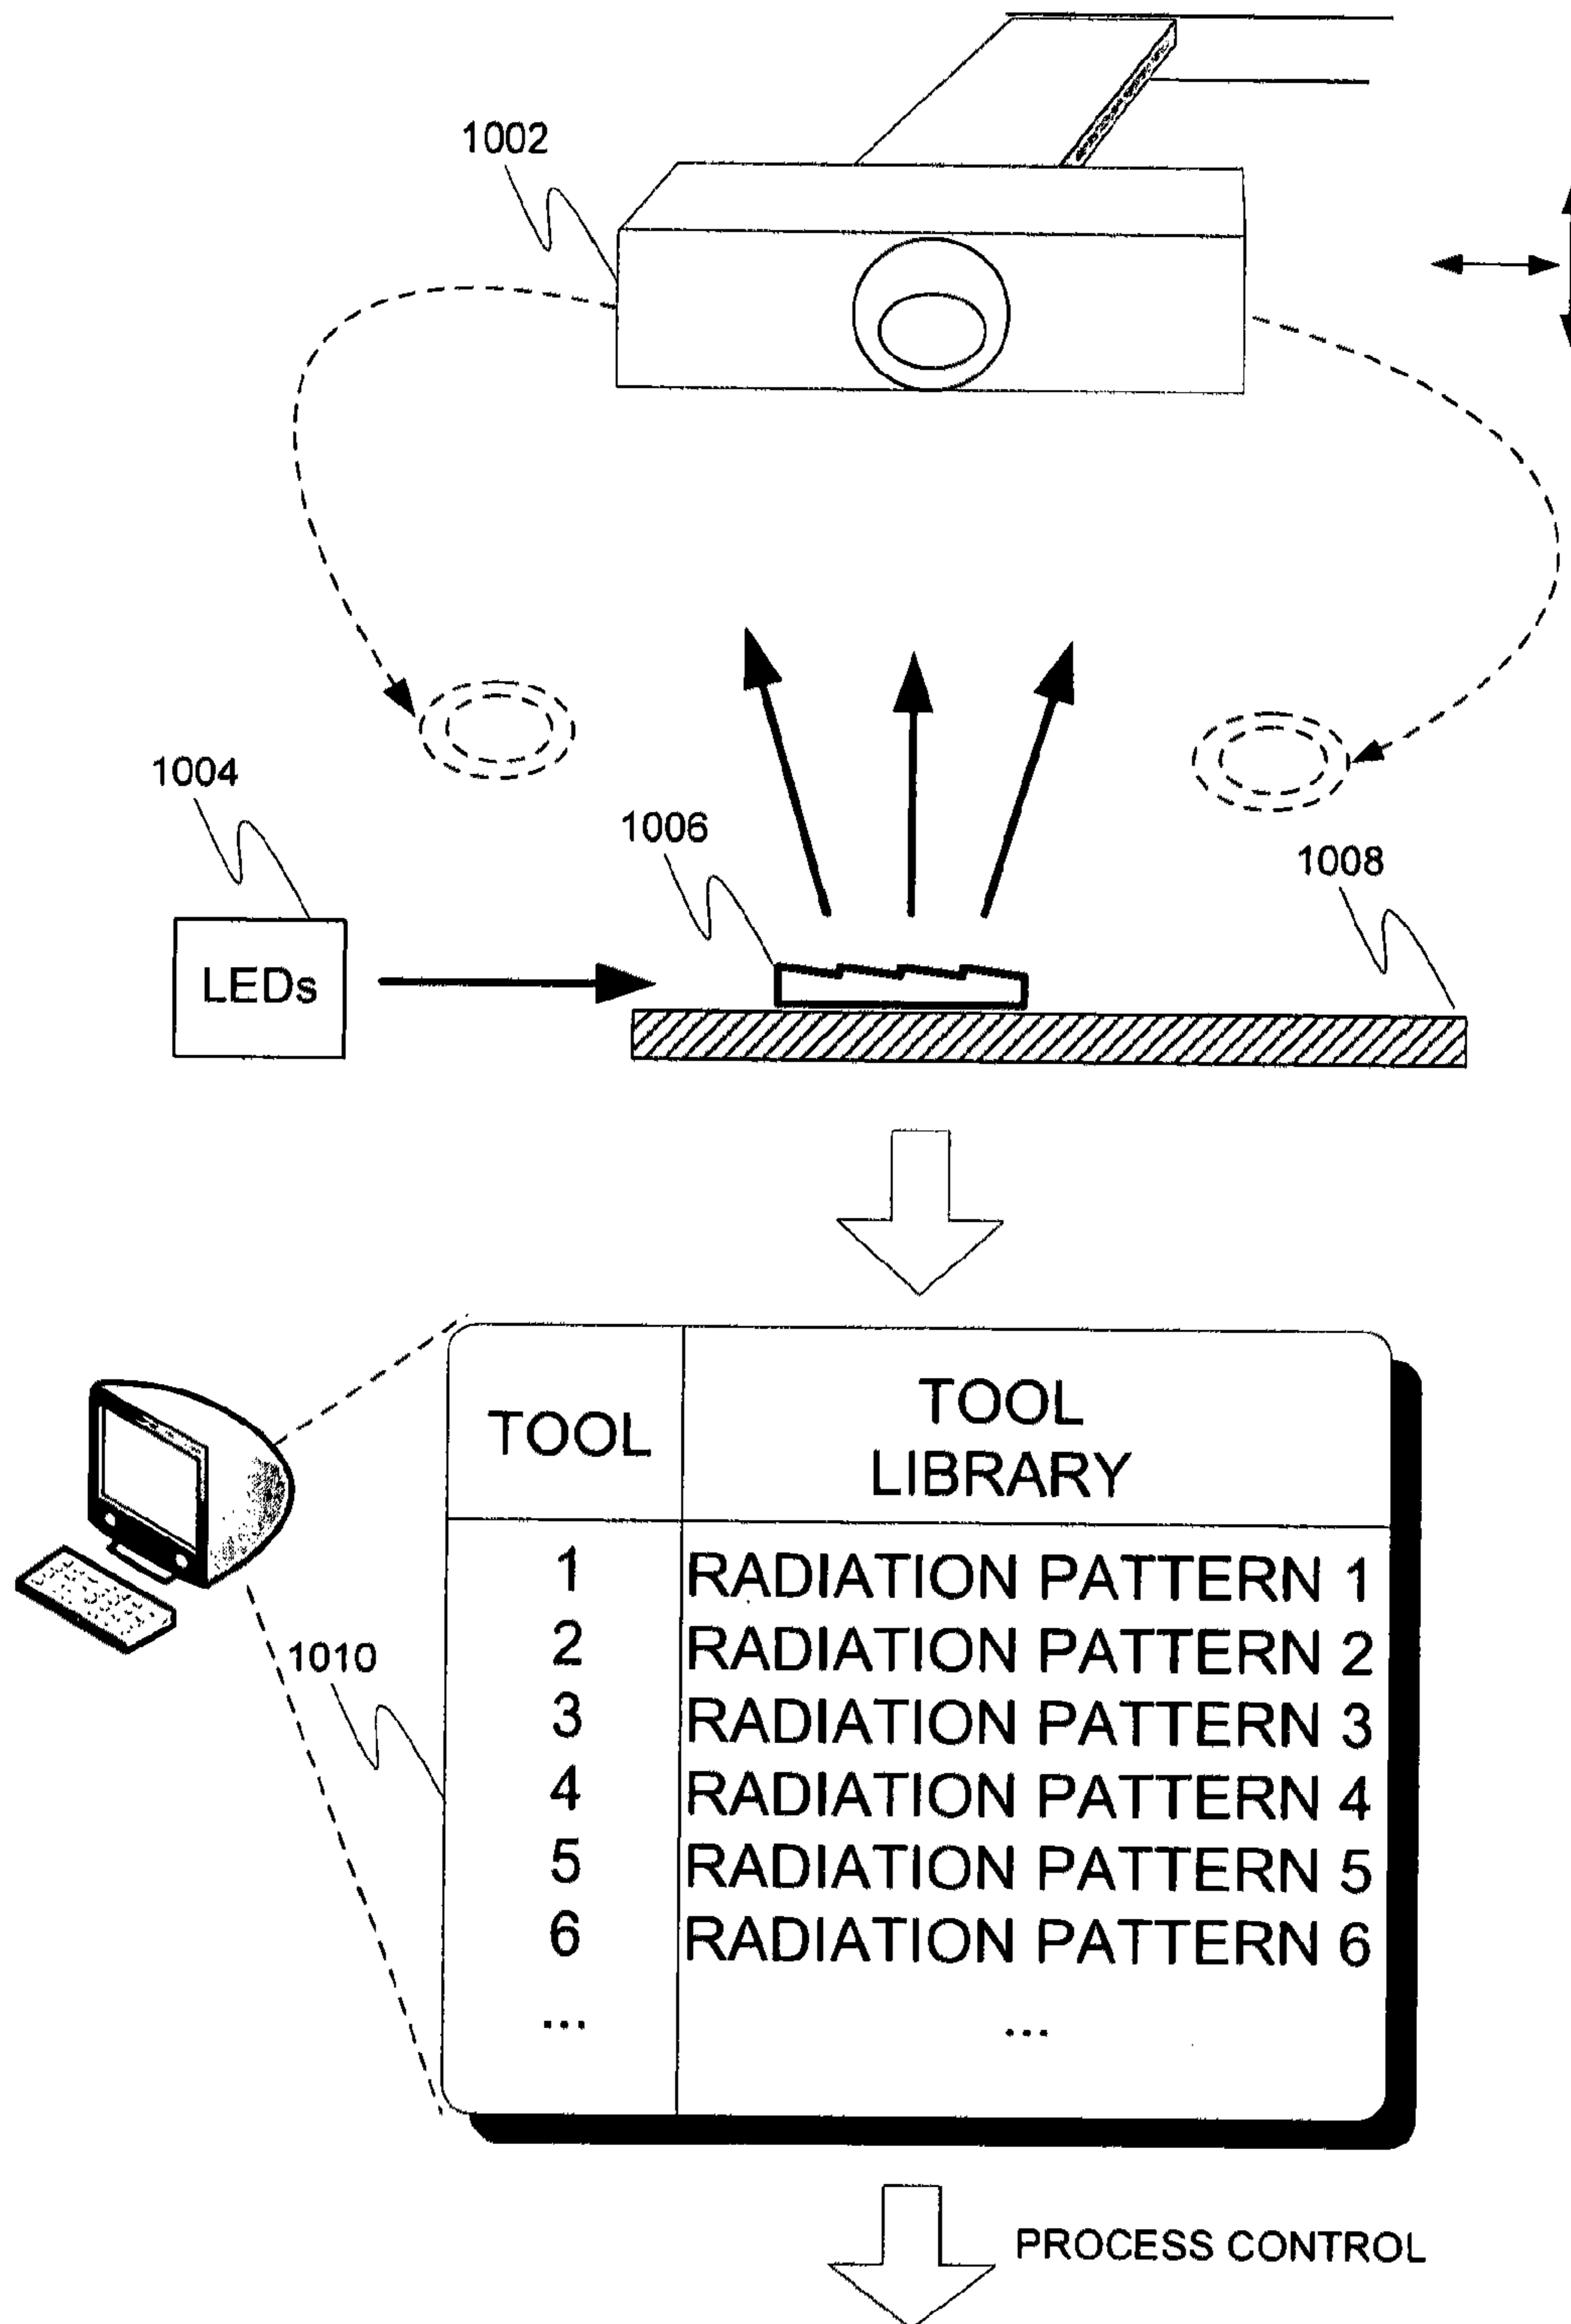 1002
1004
1006
1008
LEDs
TOOL
TOOL
LIBRARY
1 RADIATION PATTERN 1
2 RADIATION PATTERN 2
1010
3 RADIATION PATTERN 3
4 RADIATION PATTERN 4
5 RADIATION PATTERN 5
6 RADIATION PATTERN 6
... ...
PROCESS CONTROL